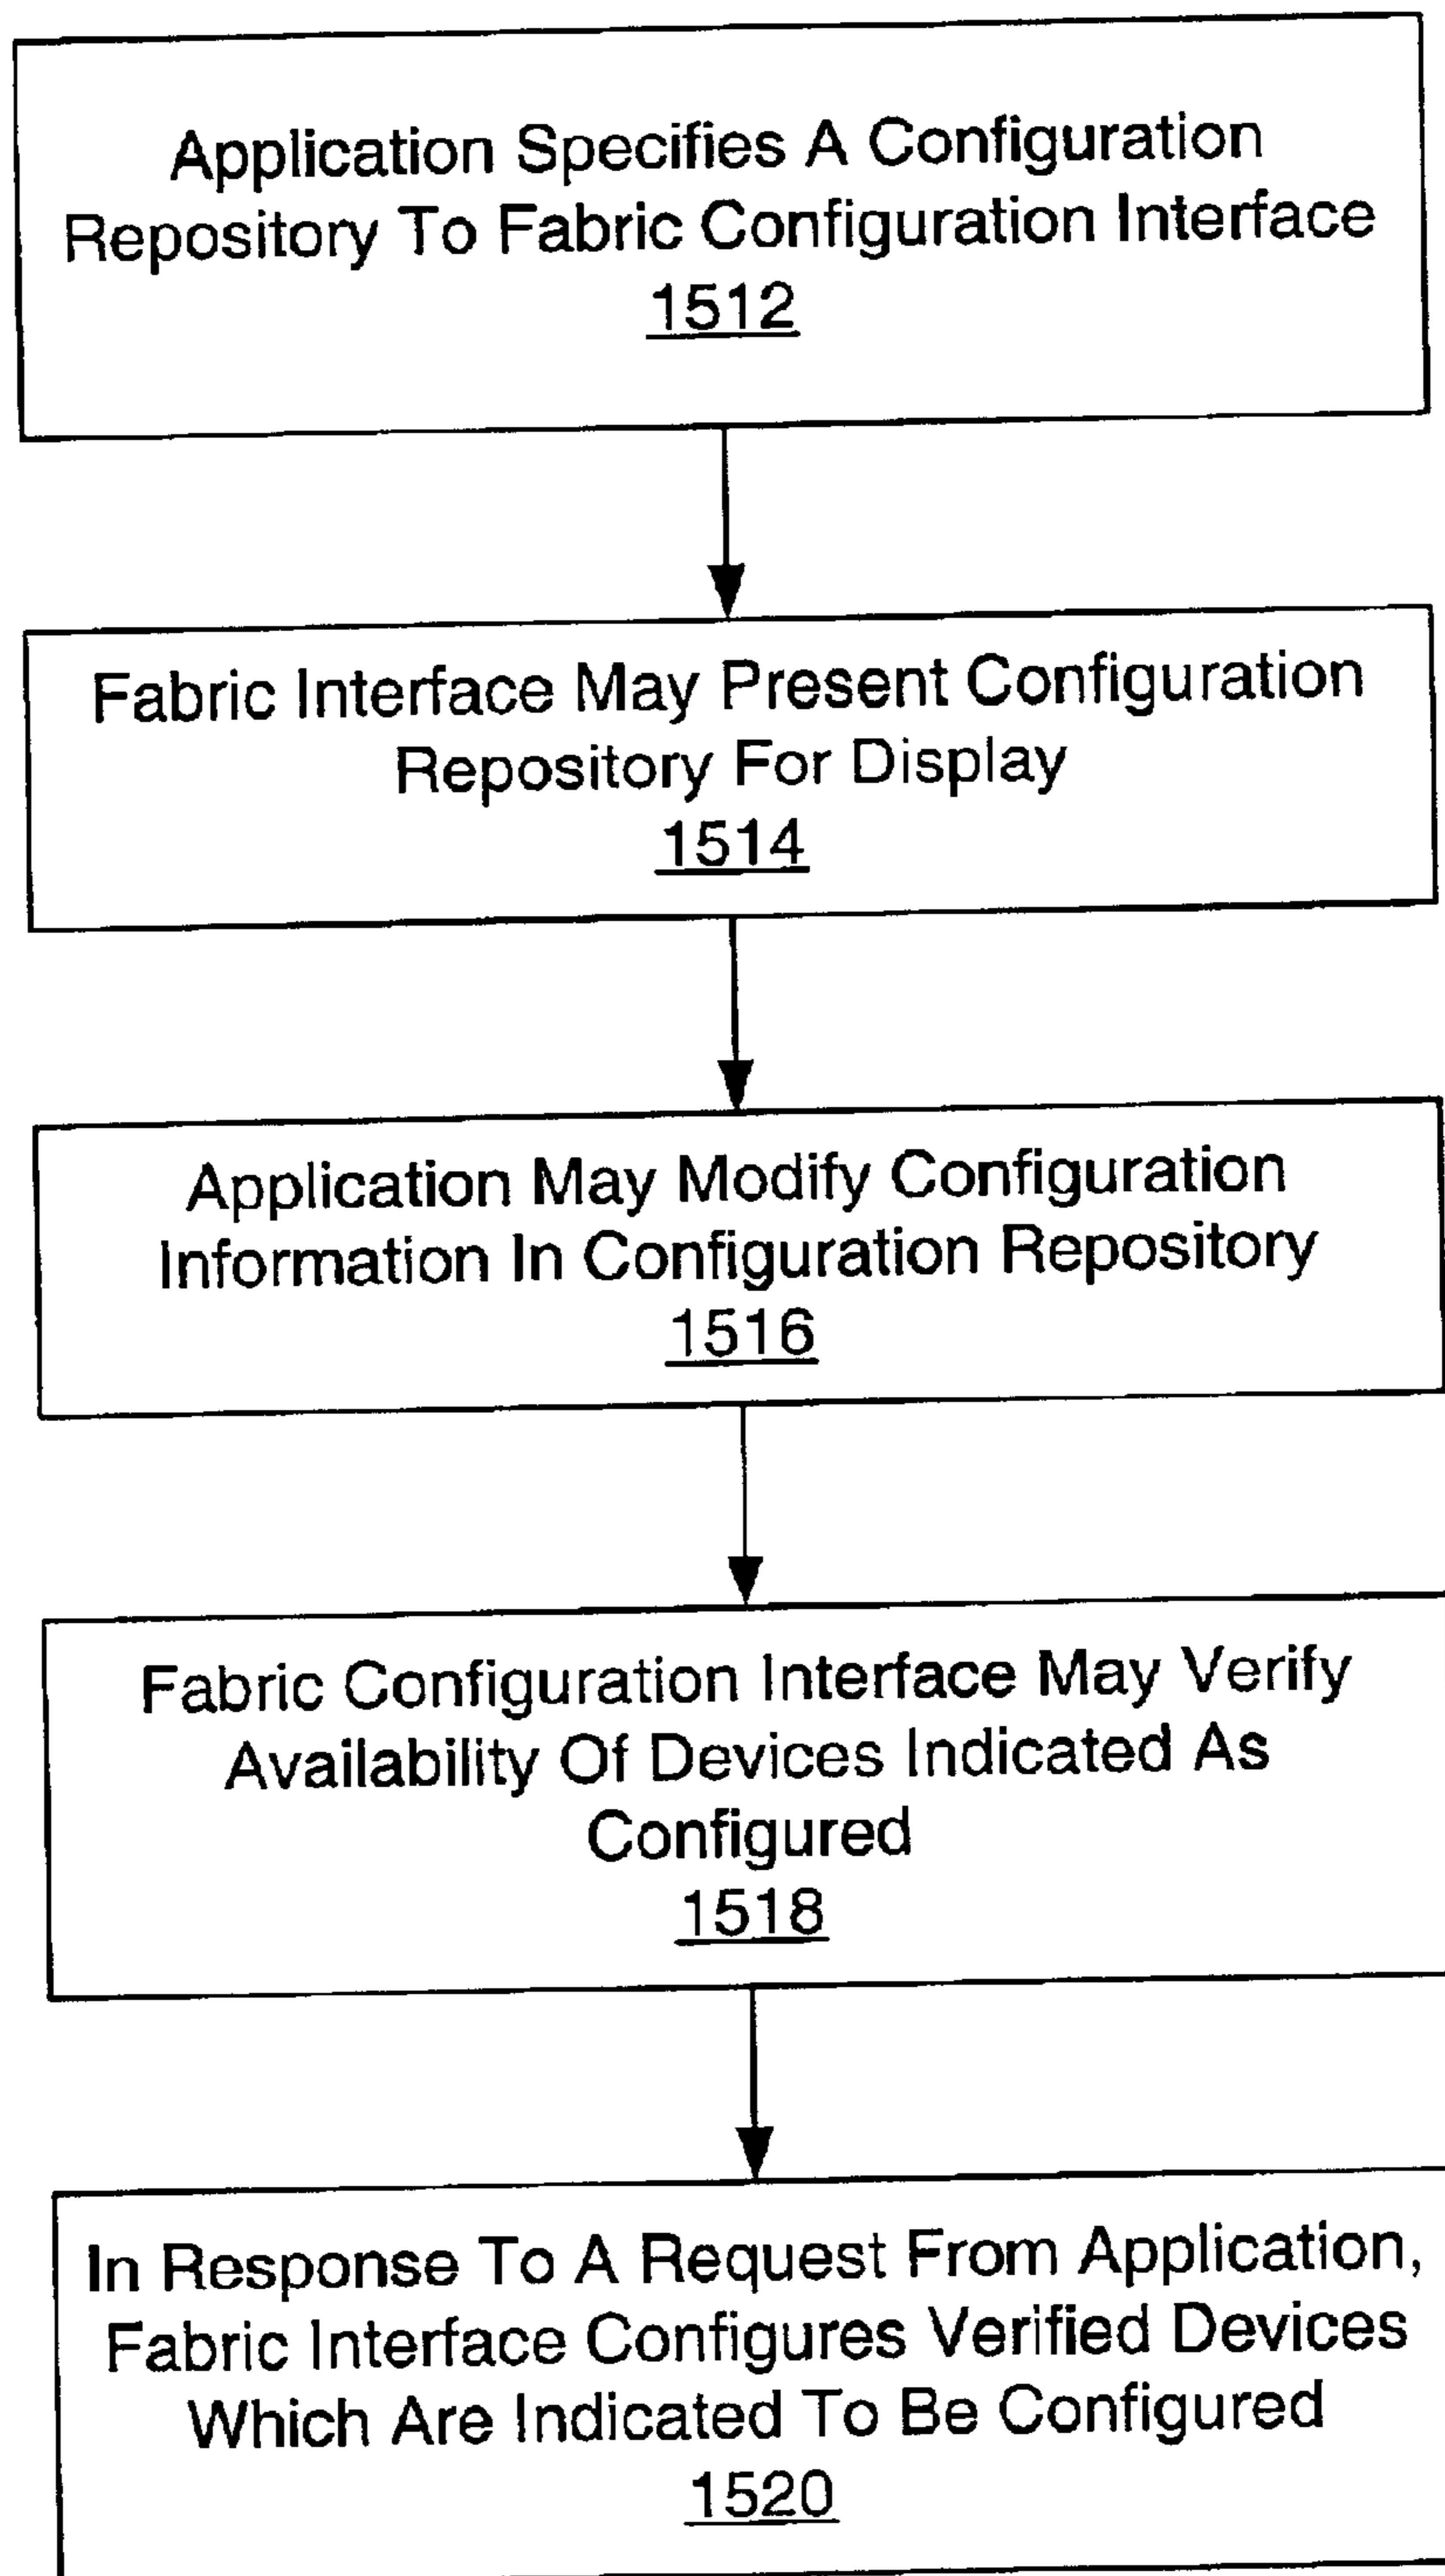 Application Specifies A Configuration
Repository To Fabric Configuration Interface
1512
Fabric Interface May Present Configuration
Repository For Display
1514
Application May Modify Configuration
Information In Configuration Repository
1516
Fabric Configuration Interface May Verify
Availability Of Devices Indicated As
Configured
1518
In Response To A Request From Application,
Fabric Interface Configures Verified Devices
Which Are Indicated To Be Configured
1520